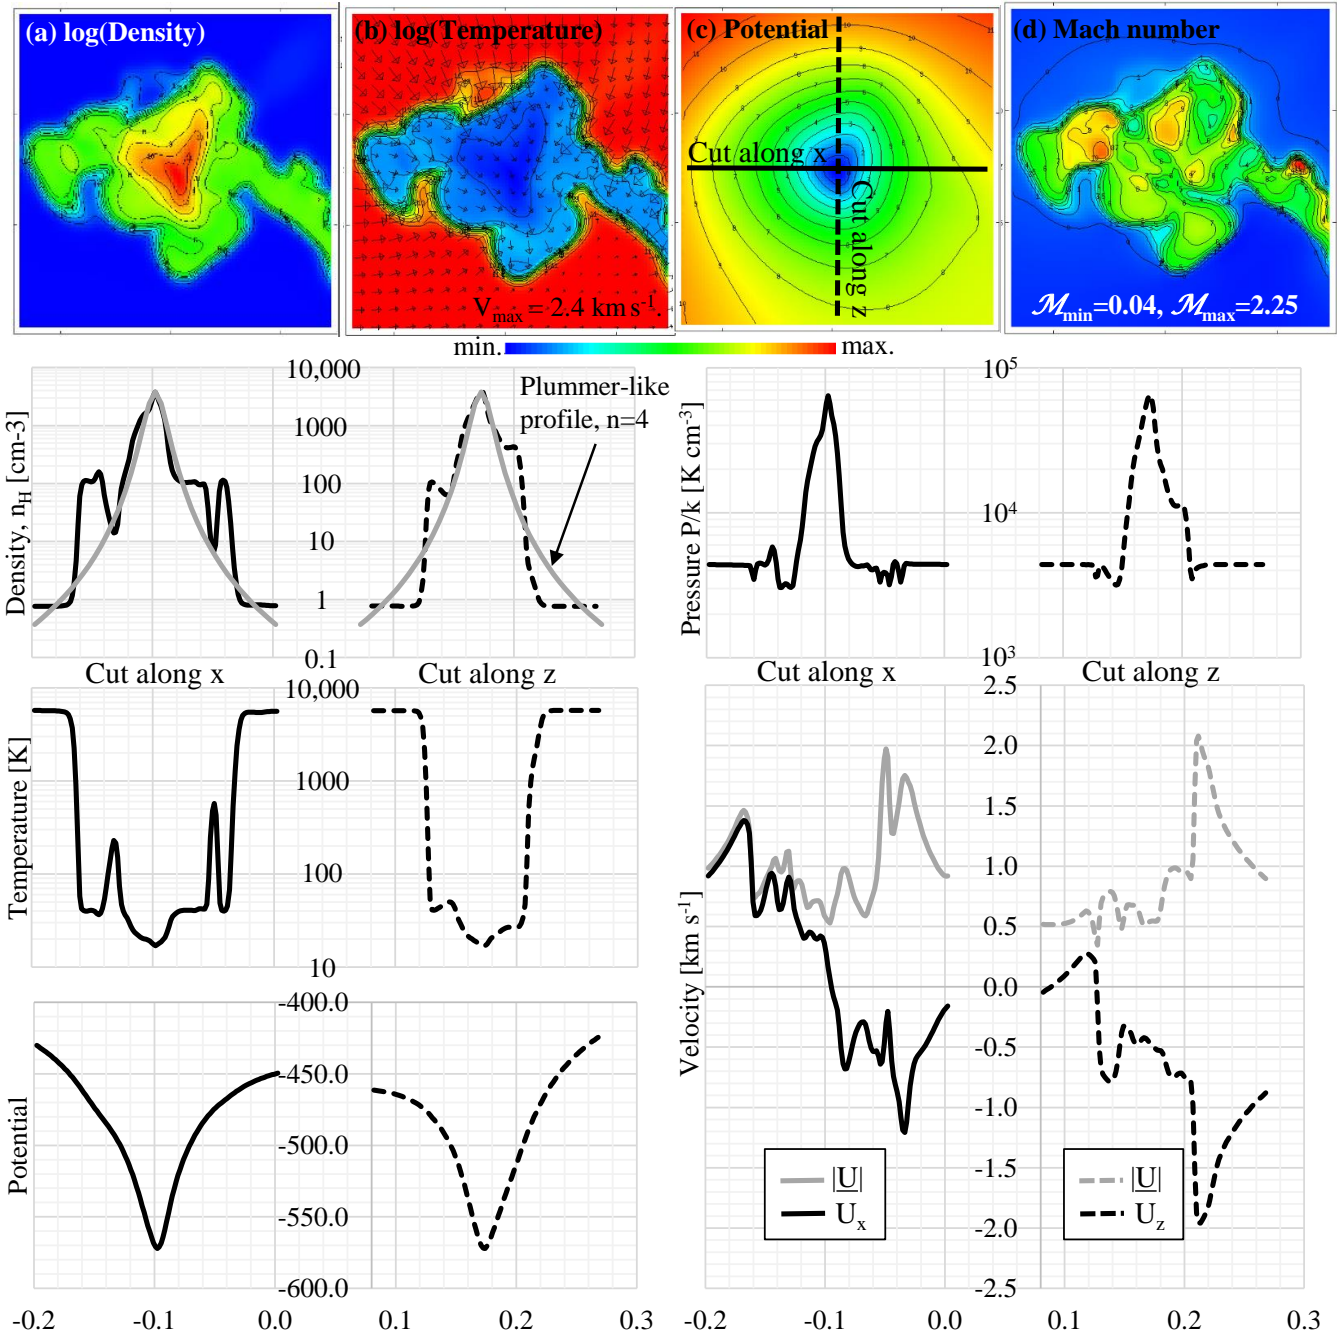 (a) log(Density)
(b) log(Temperature)
(c) Potential
(d) Mach number
Cut along x
Cut along z
Vmax = 2.4 km s-1
ℳmin=0.04, ℳmax=2.25
min.
max.
Density, nH [cm-3]
10,000
1000
100
10
1
0.1
Plummer-like
profile, n=4
Pressure P/k [K cm-3]
10^5
10^4
10^3
Cut along x
Cut along z
Cut along x
Cut along z
Temperature [K]
10,000
1000
100
10
Velocity [km s-1]
2.5
2.0
1.5
1.0
0.5
0.0
-0.5
-1.0
-1.5
-2.0
-2.5
|U|
Ux
|U|
Uz
Potential
-400.0
-450.0
-500.0
-550.0
-600.0
-0.2
-0.1
0.0
0.1
0.2
0.3
-0.2
-0.1
0.0
0.1
0.2
0.3